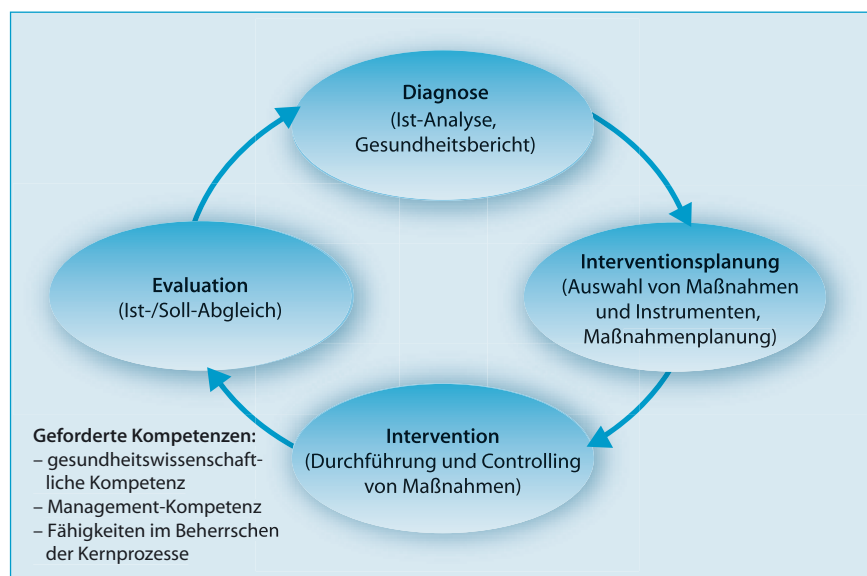 Diagnose
(Ist-Analyse,
Gesundheitsbericht)
Interventionsplanung
(Auswahl von Maßnahmen
und Instrumenten,
Maßnahmenplanung)
Intervention
(Durchführung und Controlling
von Maßnahmen)
Evaluation
(Ist-/Soll-Abgleich)
Geforderte Kompetenzen:
– gesundheitswissenschaft-
liche Kompetenz
– Management-Kompetenz
– Fähigkeiten im Beherrschen
der Kernprozesse